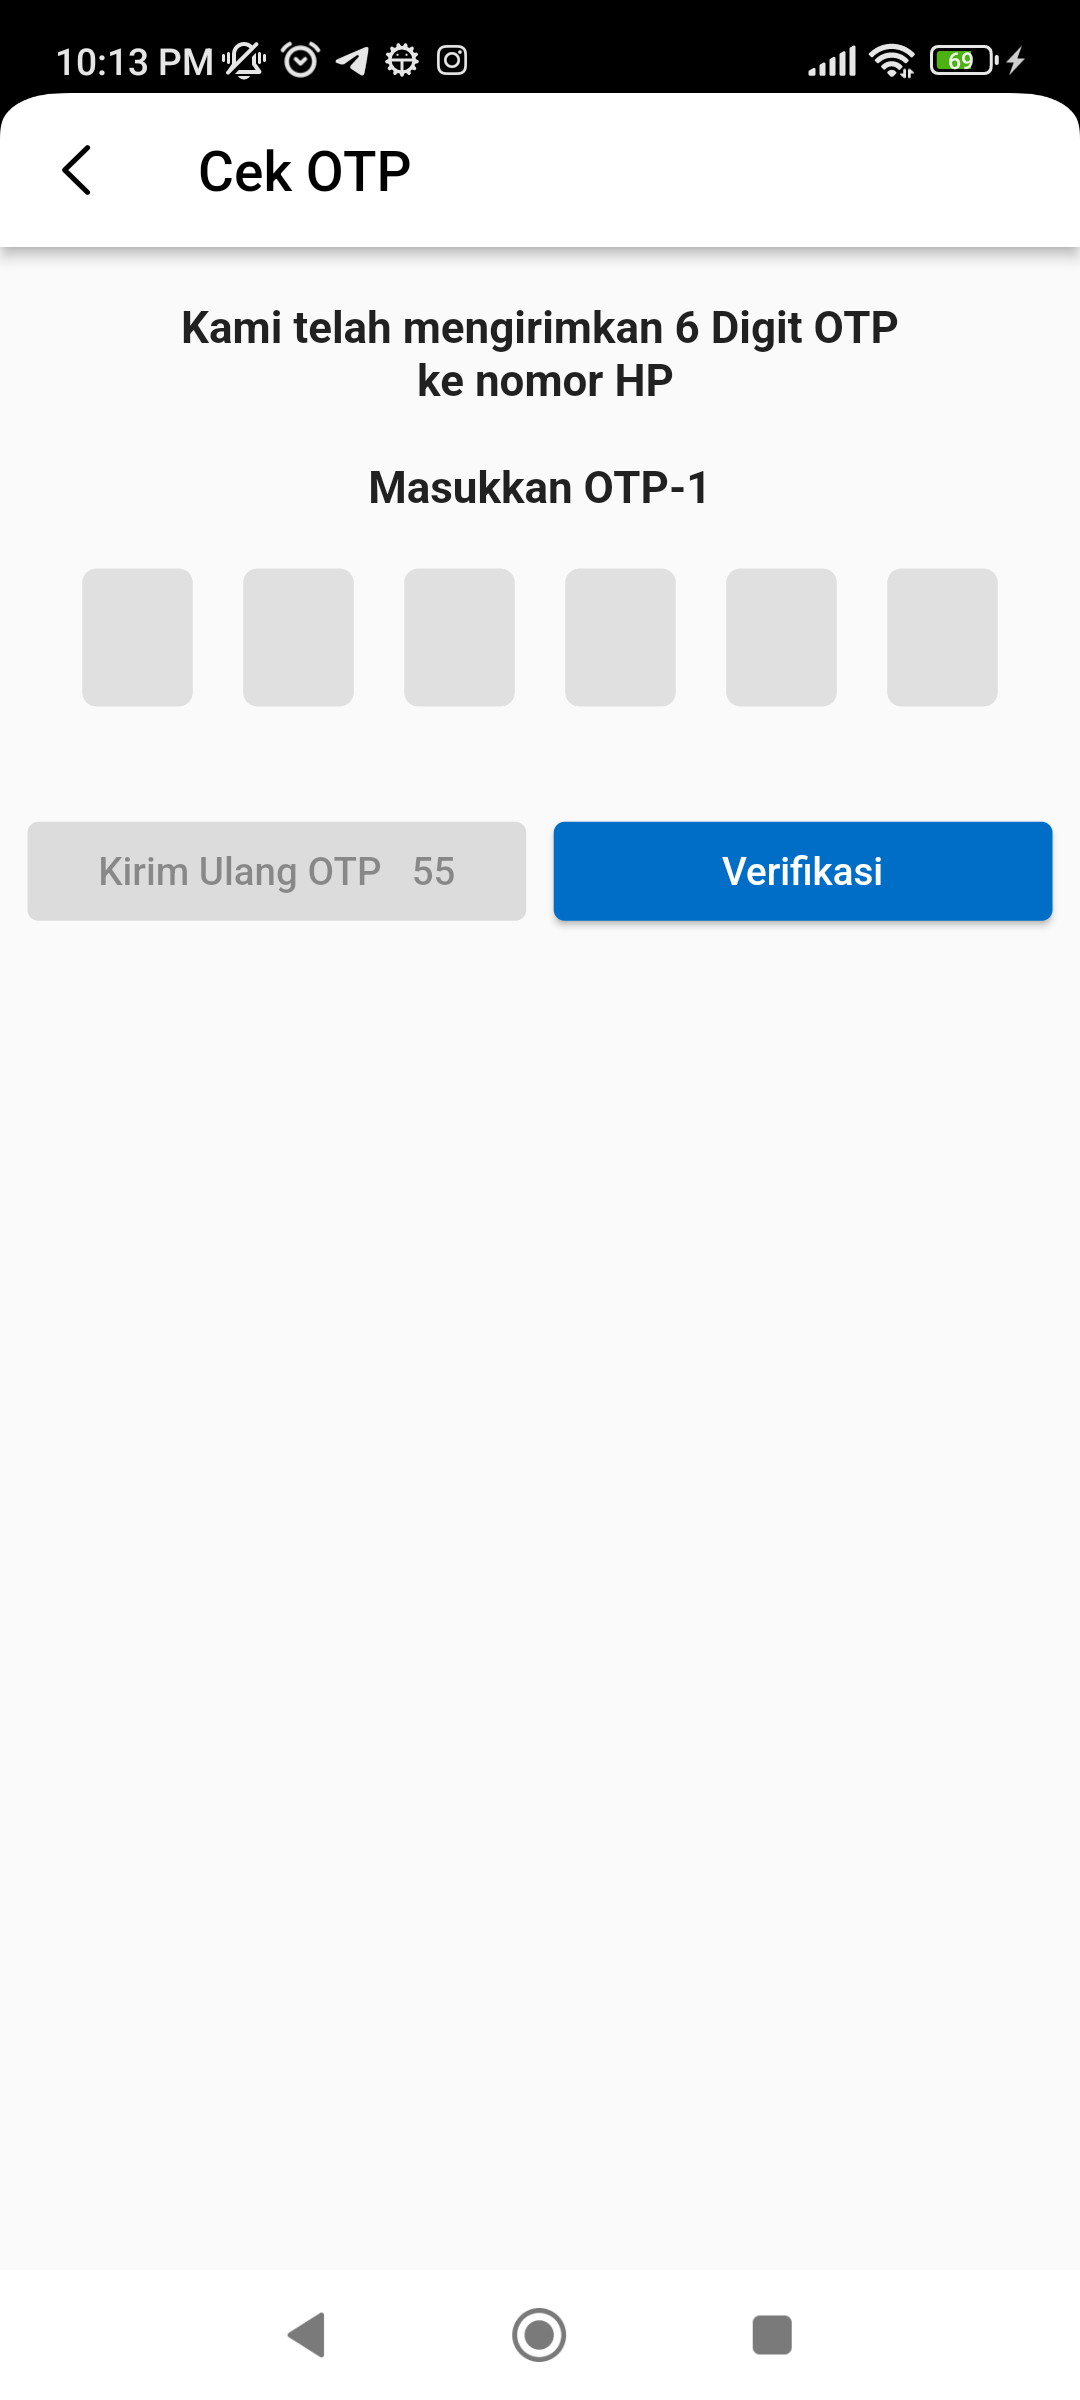 10:13 PM 69
Cek OTP
Kami telah mengirimkan 6 Digit OTP
ke nomor HP
Masukkan OTP-1
Kirim Ulang OTP 55 Verifikasi